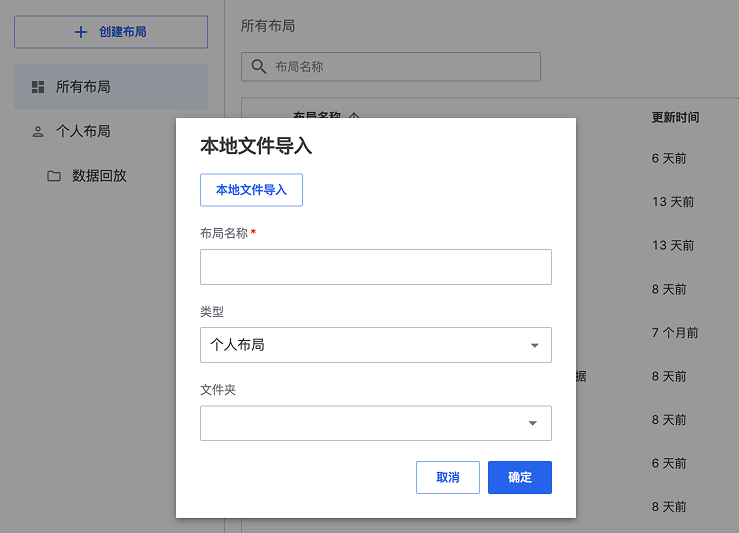 创建布局
所有布局
个人布局
数据回放
所有布局
布局名称
布局名称
更新时间
6 天前
13 天前
13 天前
8 天前
7 个月前
据
8 天前
8 天前
6 天前
8 天前
本地文件导入
本地文件导入
布局名称*
类型
个人布局
文件夹
取消
确定